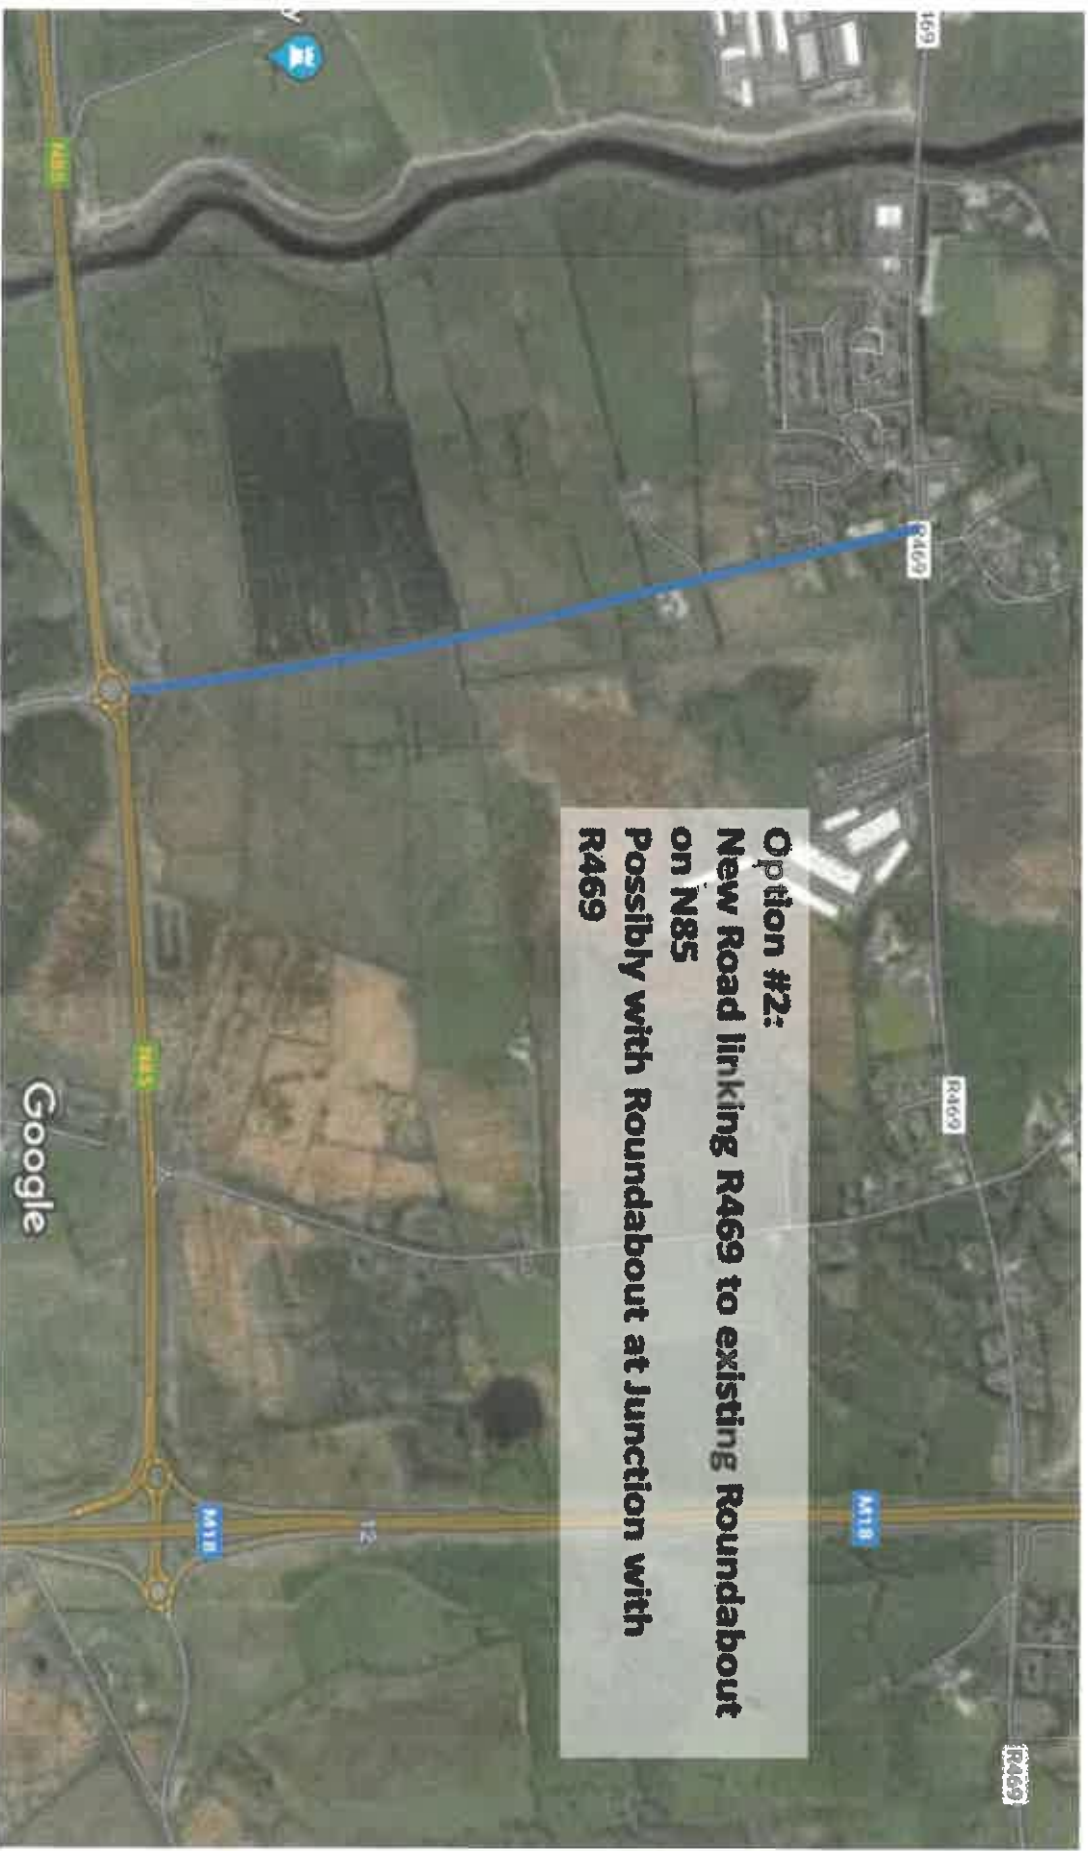 R469
R469
R469
Option #2:
New Road linking R469 to existing Roundabout
on N85
Possibly with Roundabout at Junction with
R469
M18
12
M18
N85
N85
Google